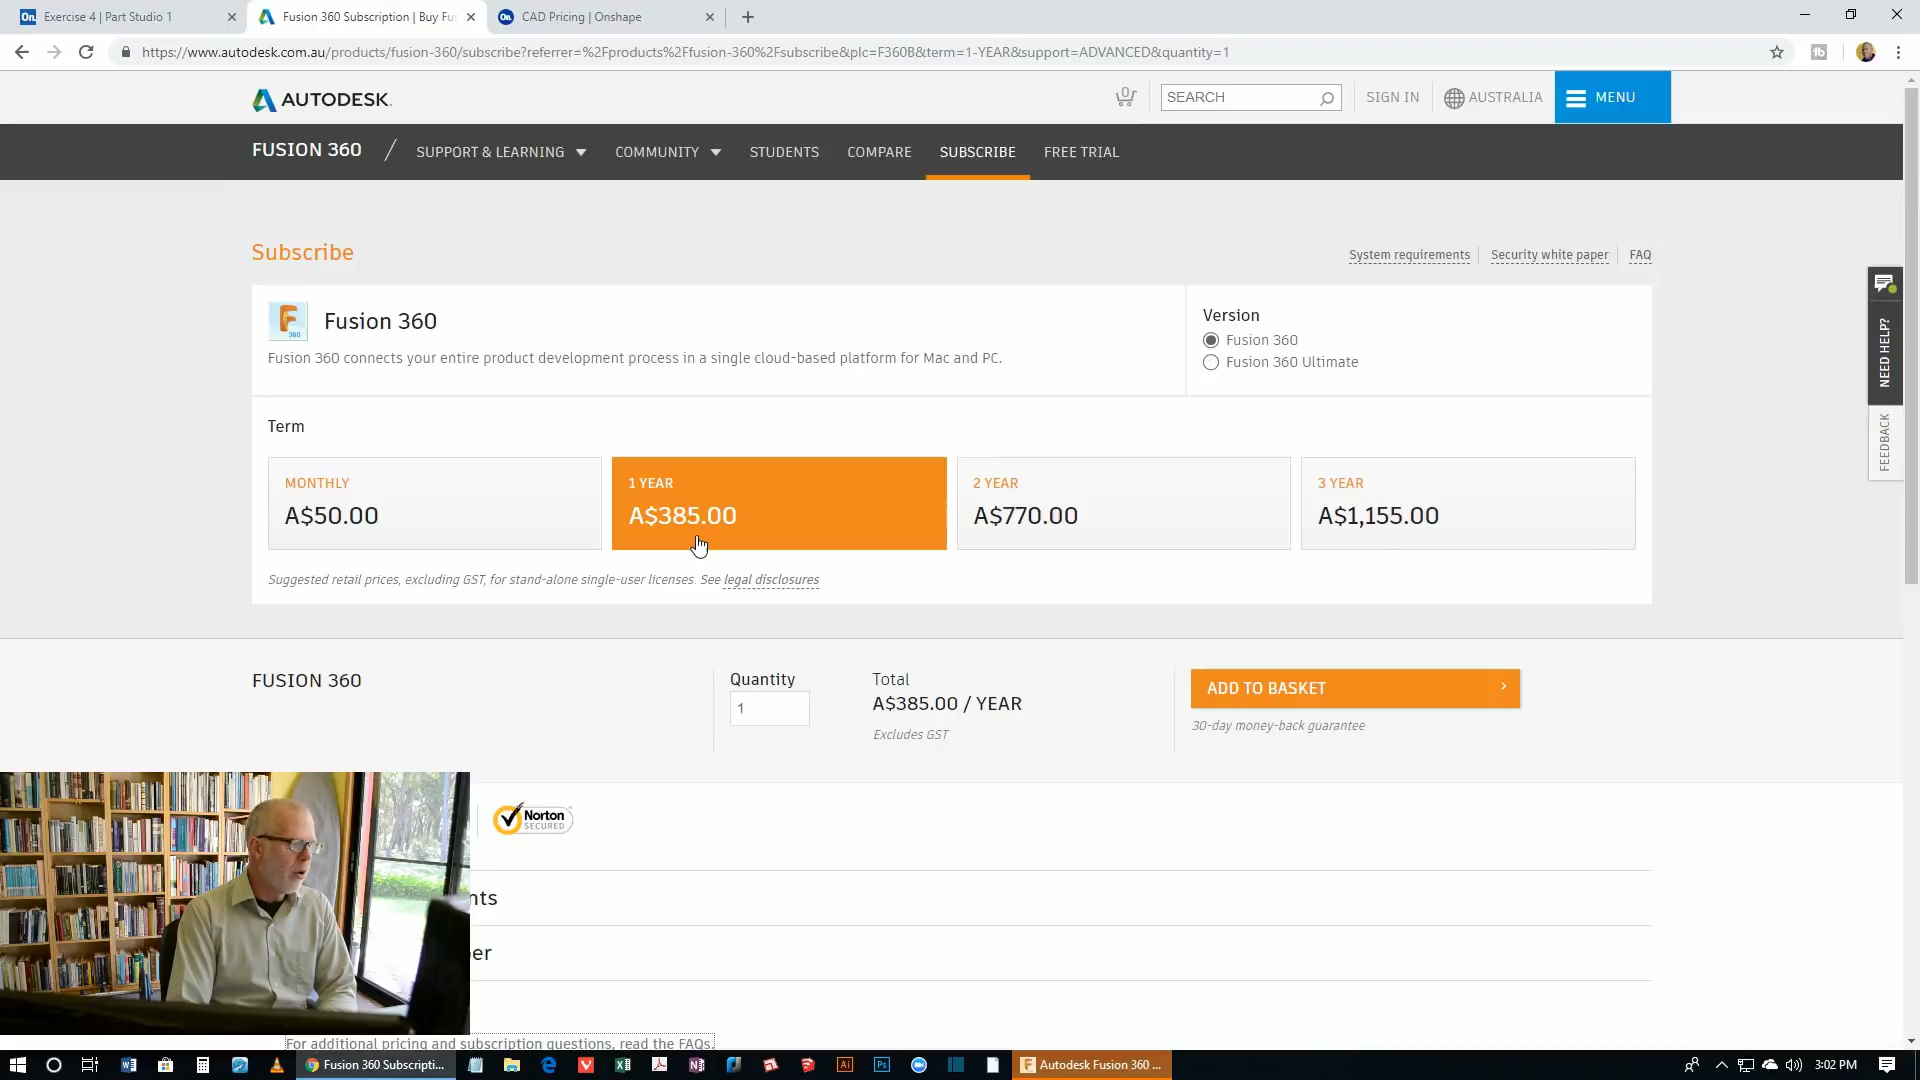 Exercise 4 | Part Studio 1
Fusion 360 Subscription | Buy Fus
CAD Pricing | Onshape
https://www.autodesk.com.au/products/fusion-360/subscribe?referrer=%2Fproducts%2Ffusion-360%2Fsubscribe&plc=F360B&term=1-YEAR&support=ADVANCED&quantity=1
AUTODESK.
0
SEARCH
SIGN IN
AUSTRALIA
MENU
FUSION 360 / SUPPORT & LEARNING COMMUNITY STUDENTS COMPARE SUBSCRIBE FREE TRIAL
Subscribe
System requirements
Security white paper
FAQ
Fusion 360
Fusion 360 connects your entire product development process in a single cloud-based platform for Mac and PC.
Version
Fusion 360
Fusion 360 Ultimate
NEED HELP?
FEEDBACK
Term
MONTHLY
A$50.00
1 YEAR
A$385.00
2 YEAR
A$770.00
3 YEAR
A$1,155.00
Suggested retail prices, excluding GST, for stand-alone single-user licenses. See legal disclosures
FUSION 360
Quantity
1
Total
A$385.00 / YEAR
Excludes GST
ADD TO BASKET
30-day money-back guarantee
Norton
SECURED
nts
er
For additional pricing and subscription questions, read the FAQs.
Fusion 360 Subscripti...
Autodesk Fusion 360 ...
3:02 PM